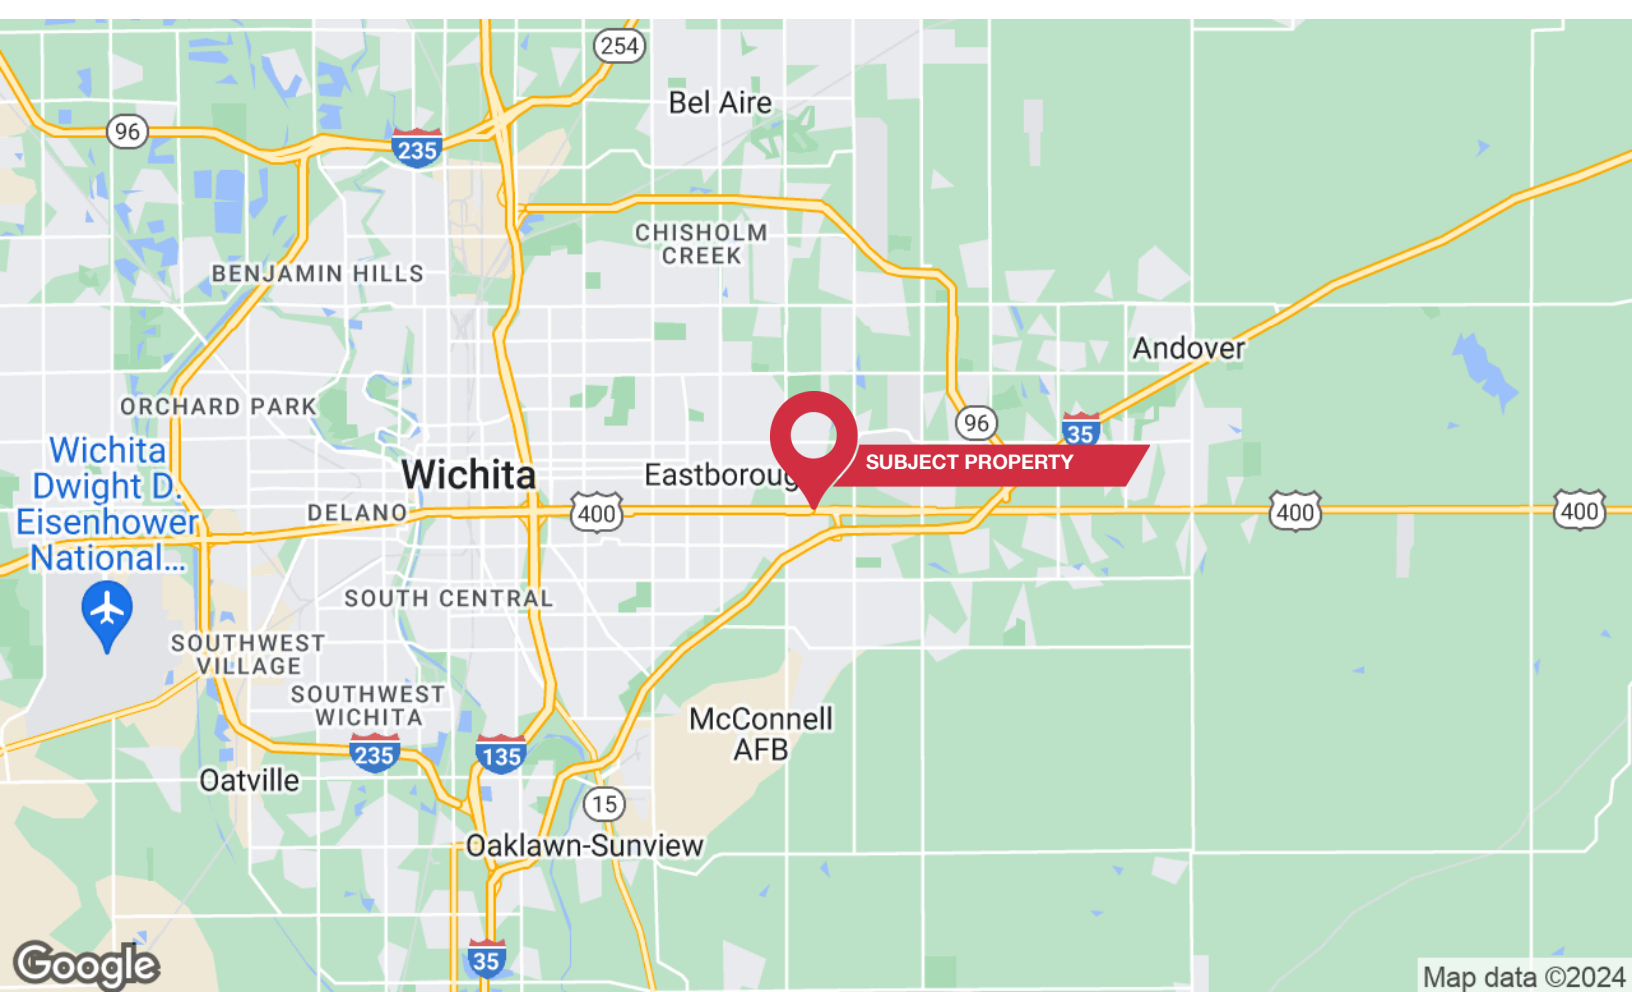 254
Bel Aire
96
235
CHISHOLM
CREEK
BENJAMIN HILLS
Andover
ORCHARD PARK
96
35
Wichita
Dwight D.
Eisenhower
National...
Wichita
Eastboroug
SUBJECT PROPERTY
DELANO
400
400
400
SOUTH CENTRAL
SOUTHWEST
VILLAGE
SOUTHWEST
WICHITA
McConnell
AFB
235
135
Oatville
15
Oaklawn-Sunview
35
Google
Map data ©2024